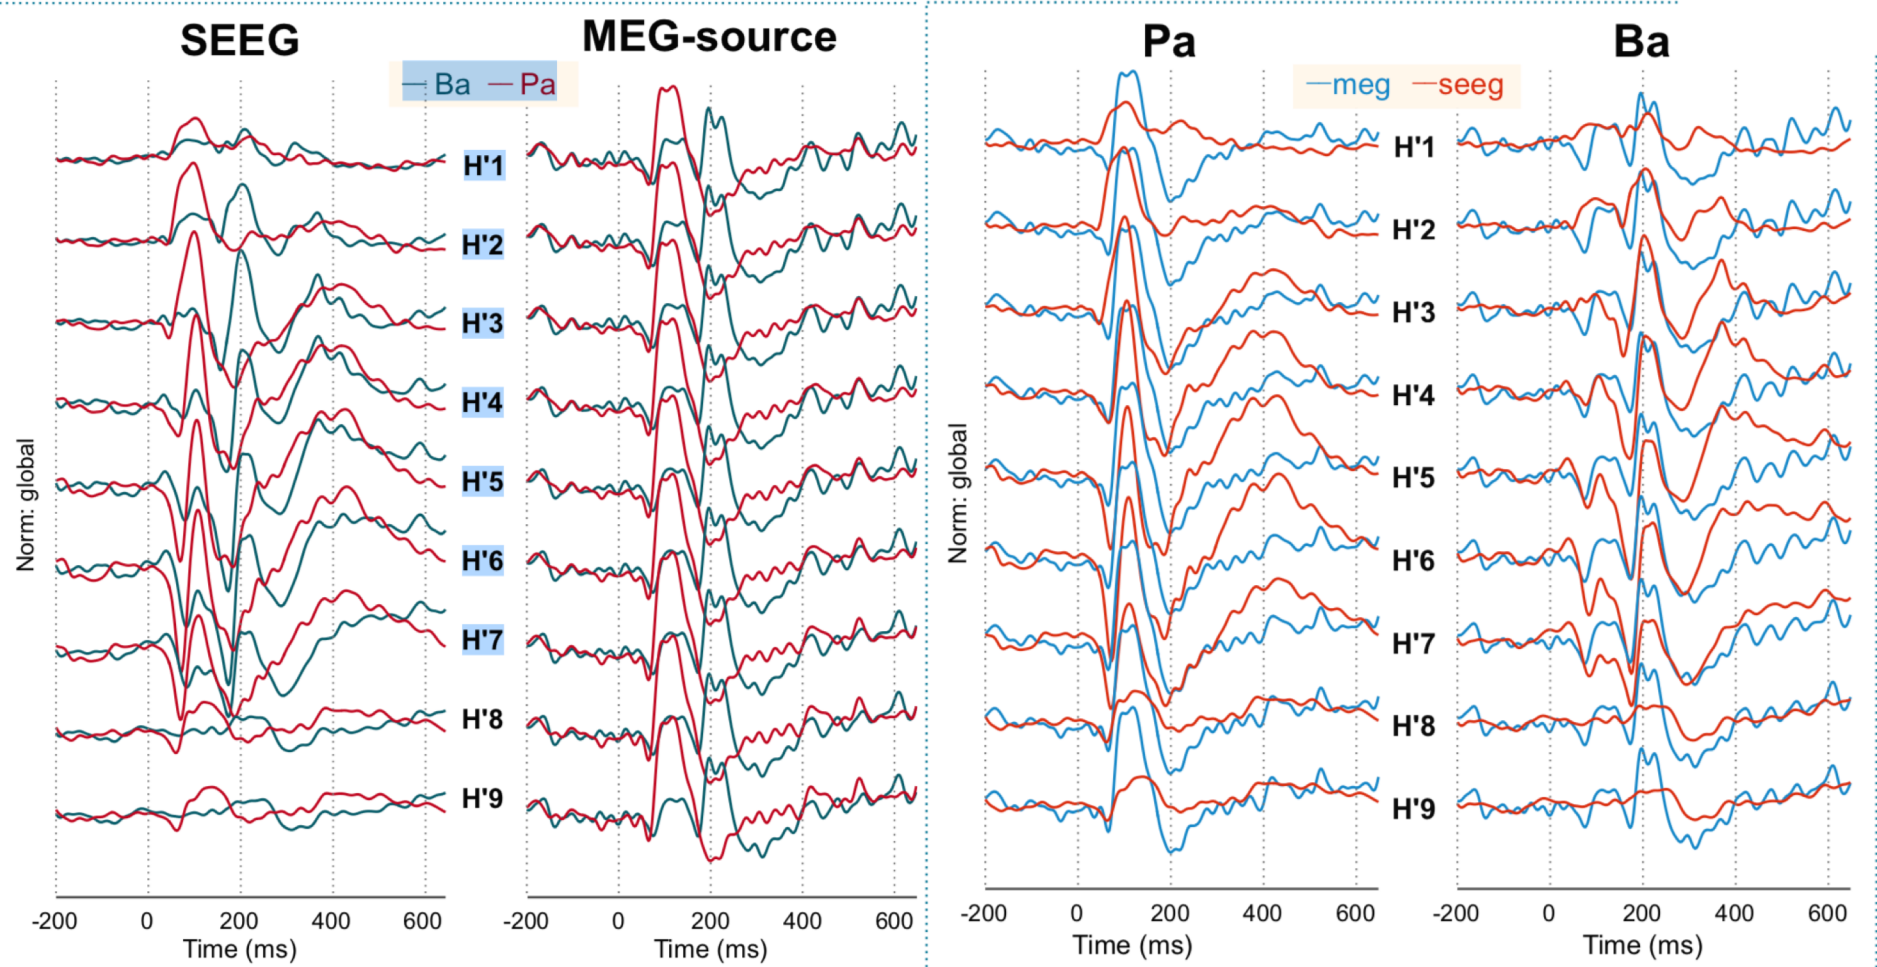 SEEG
MEG-source
Ba Pa
Norm: global
H'1
H'2
H'3
H'4
H'5
H'6
H'7
H'8
H'9
-200 0 200 400 600
Time (ms)
-200 0 200 400 600
Time (ms)
Pa
Ba
meg seeg
Norm: global
H'1
H'2
H'3
H'4
H'5
H'6
H'7
H'8
H'9
-200 0 200 400 600
Time (ms)
-200 0 200 400 600
Time (ms)